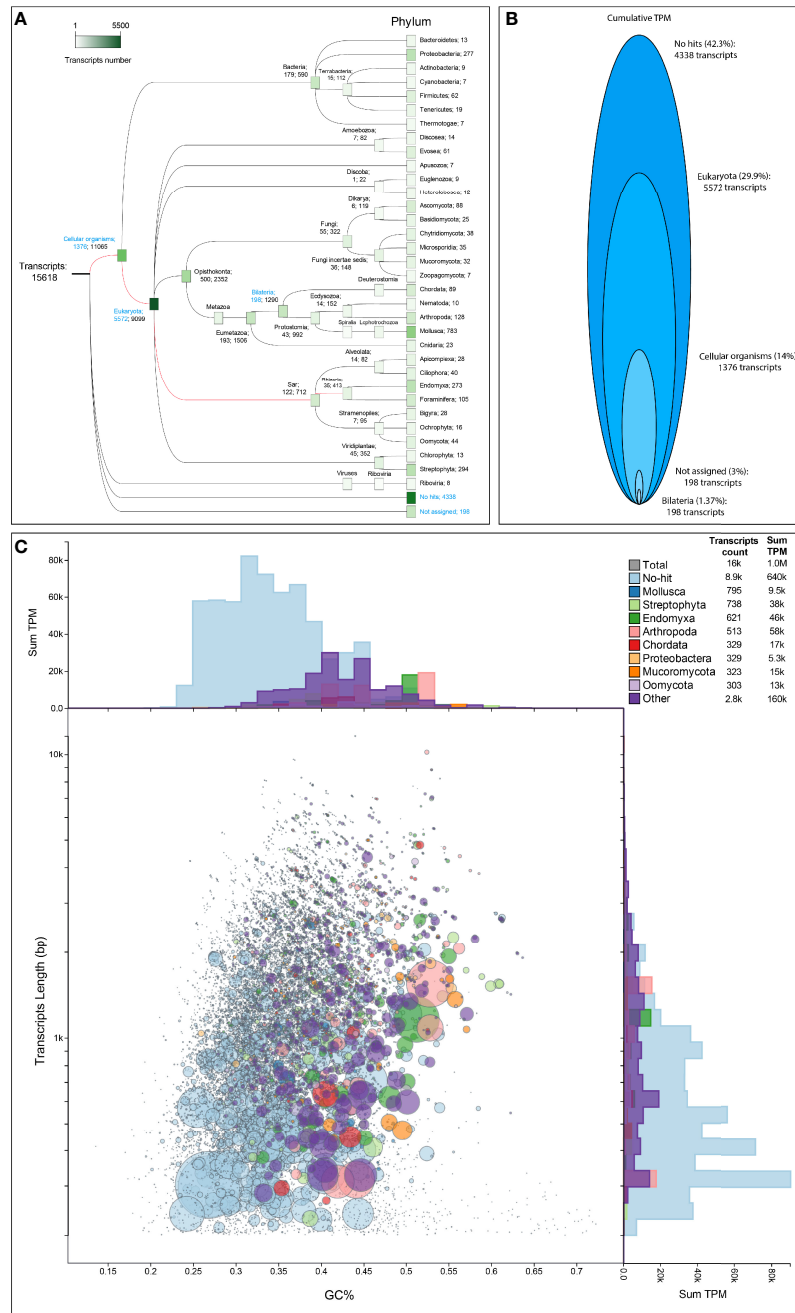 A
1
5500
Transcripts number
Phylum
Bacteroidetes; 13
Proteobacteria; 277
Bacteria;
179; 590
Terrabacteria;
15; 112
Actinobacteria; 9
Cyanobacteria; 7
Firmicutes; 62
Tenericutes; 19
Thermotogae; 7
Amoebozoa;
7; 82
Discosea; 14
Evosea; 61
Apusozoa; 7
Discoba;
1; 22
Euglenozoa; 9
Dikarya;
6; 119
Ascomycota; 88
Basidiomycota; 25
Fungi;
55; 322
Chytridiomycota; 38
Microsporidia; 35
Fungi incertae sedis;
36; 148
Mucoromycota; 32
Zoopagomycota; 7
Cellular organisms;
1376; 11065
Transcripts:
15618
Opisthokonta
500; 2352
Deuterostomia
Chordata; 89
Bilateria;
198; 1290
Ecdysozoa;
14; 152
Nematoda; 10
Eukaryota;
5572; 9099
Metazoa
Arthropoda; 128
Eumetazoa;
193; 1506
Protostomia;
43; 992
Spiralia
Lophotrochozoa
Mollusca; 783
Cnidaria; 23
Alveolata;
14; 82
Apicomplexa; 28
Ciliophora; 40
Sar;
122; 712
35; 413
Endomyxa; 273
Foraminifera; 105
Stramenopiles;
7; 95
Bigyra; 28
Ochrophyta; 16
Oomycota; 44
Viridiplantae;
45; 352
Chlorophyta; 13
Streptophyta; 294
Viruses
Riboviria
Riboviria; 8
No hits; 4338
Not assigned; 198
B
Cumulative TPM
No hits (42.3%):
4338 transcripts
Eukaryota (29.9%):
5572 transcripts
Cellular organisms (14%)
1376 transcripts
Not assigned (3%)
198 transcripts
Bilateria (1.37%)
198 transcripts
C
Transcripts count Sum TPM
Total 16k 1.0M
No-hit 8.9k 640k
Mollusca 795 9.5k
Streptophyta 738 38k
Endomyxa 621 46k
Arthropoda 513 58k
Chordata 329 17k
Proteobactera 329 5.3k
Mucoromycota 323 15k
Oomycota 303 13k
Other 2.8k 160k
Sum TPM
80k
60k
40k
20k
0.0
Transcripts Length (bp)
10k
2k
1k
0.15 0.2 0.25 0.3 0.35 0.4 0.45 0.5 0.55 0.6 0.65 0.7
GC%
0.0 20k 40k 60k 80k
Sum TPM